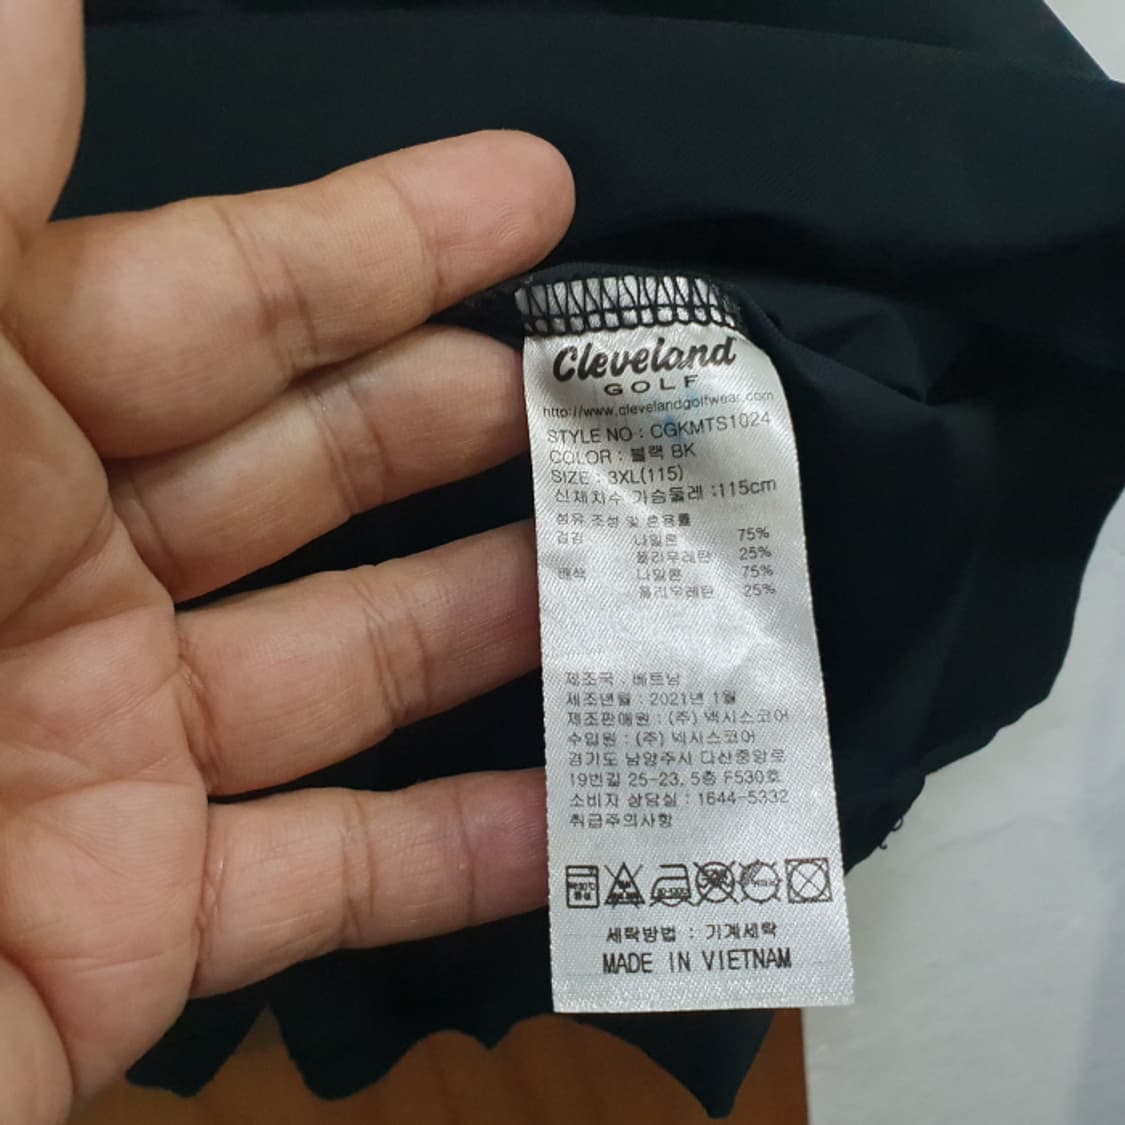 Cleveland
GOLF
http://www.clevelandgolfwear.com
STYLE NO : CGKMTS1024
COLOR : 블랙 BK
SIZE : 3XL(115)
신체치수 가슴둘레 :115cm
섬유 조성 및 혼용률
겉감 나일론 75%
폴리우레탄 25%
배색 나일론 75%
폴리우레탄 25%
제조국 : 베트남
제조년월 : 2021년 1월
제조판매원 : (주) 넥시스코어
수입원 : (주) 넥시스코어
경기도 남양주시 다산중앙로
19번길 25-23, 5층 F530호
소비자 상담실 : 1644-5332
취급주의사항
세탁방법 : 기계세탁
MADE IN VIETNAM